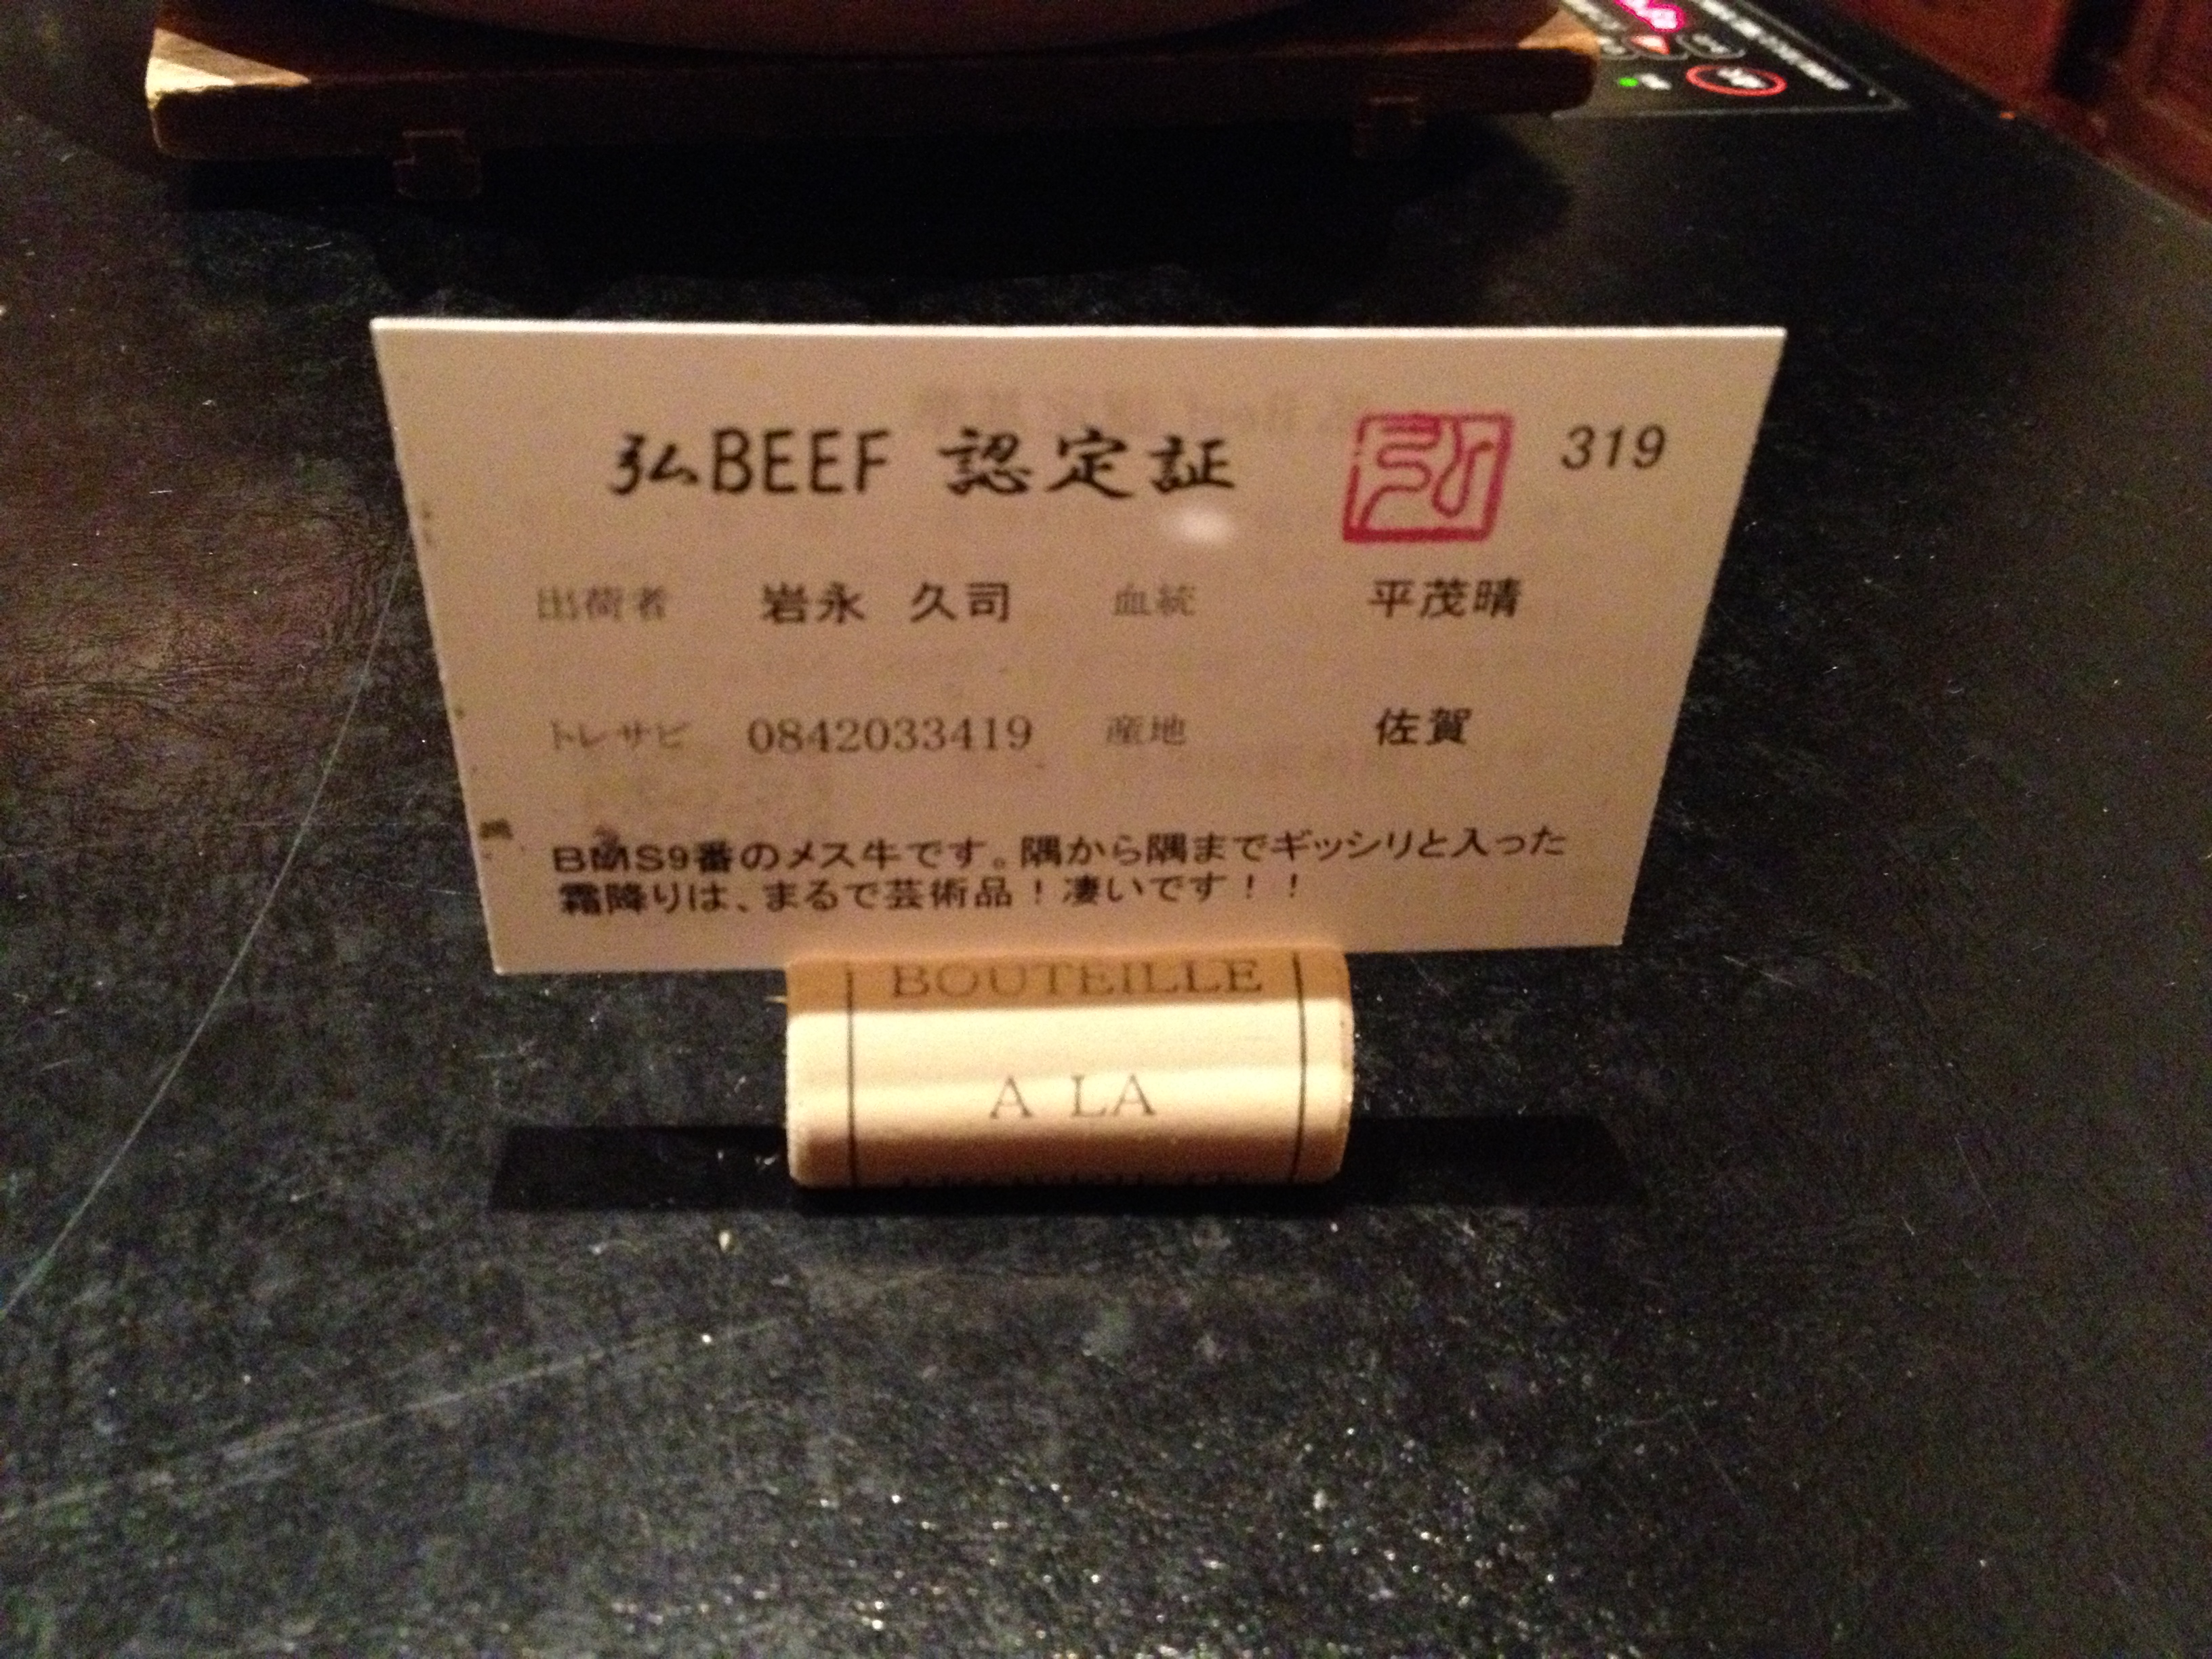 弘BEEF 認定証 弘 319
出荷者 岩永 久司 血統 平茂晴
トレサビ 0842033419 産地 佐賀
BMS9番のメス牛です。隅から隅までギッシリと入った
霜降りは、まるで芸術品！凄いです！！
BOUTEILLE
A LA